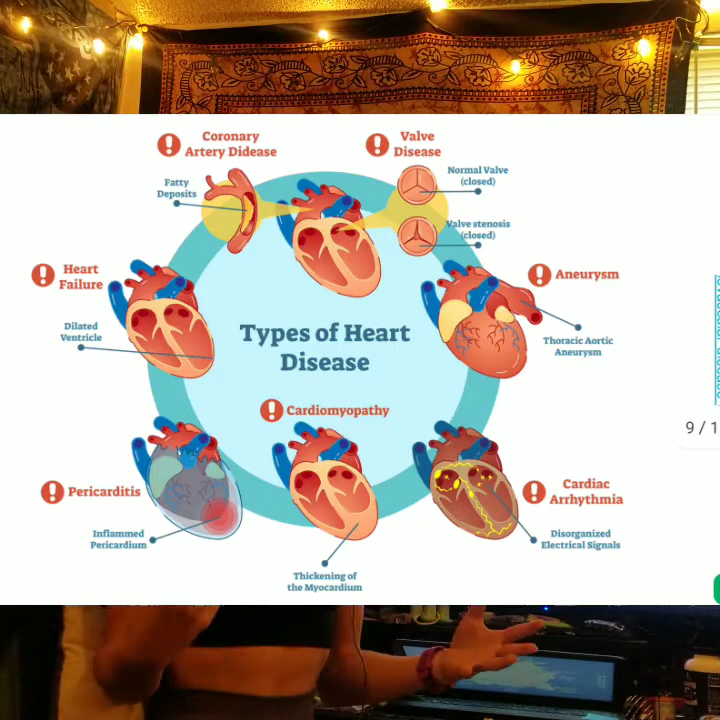 Coronary
Artery Didease
Valve
Disease
Fatty
Deposits
Normal Valve
(closed)
Valve stenosis
(closed)
Heart
Failure
Aneurysm
Dilated
Ventricle
Types of Heart
Disease
Thoracic Aortic
Aneurysm
Cardiomyopathy
9 / 1
Pericarditis
Cardiac
Arrhythmia
Inflammed
Pericardium
Disorganized
Electrical Signals
Thickening of
the Myocardium